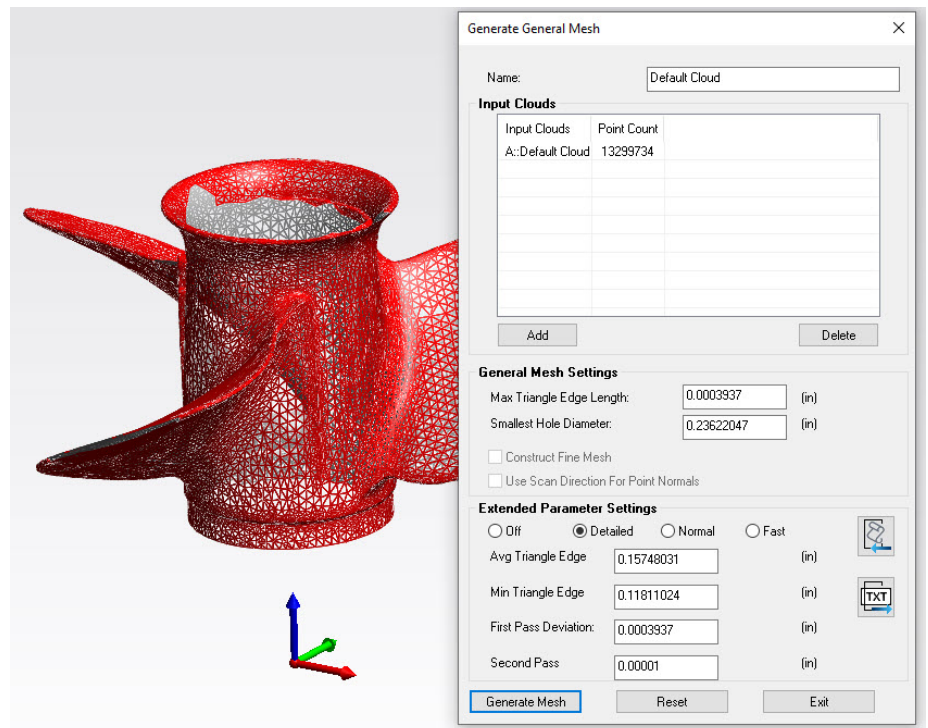 Generate General Mesh
Name: Default Cloud
Input Clouds
Input Clouds Point Count
A::Default Cloud 13299734
Add Delete
General Mesh Settings
Max Triangle Edge Length: 0.0003937 (in)
Smallest Hole Diameter: 0.23622047 (in)
Construct Fine Mesh
Use Scan Direction For Point Normals
Extended Parameter Settings
Off Detailed Normal Fast
Avg Triangle Edge 0.15748031 (in)
Min Triangle Edge 0.11811024 (in)
TXT
First Pass Deviation: 0.0003937 (in)
Second Pass 0.00001 (in)
Generate Mesh Reset Exit